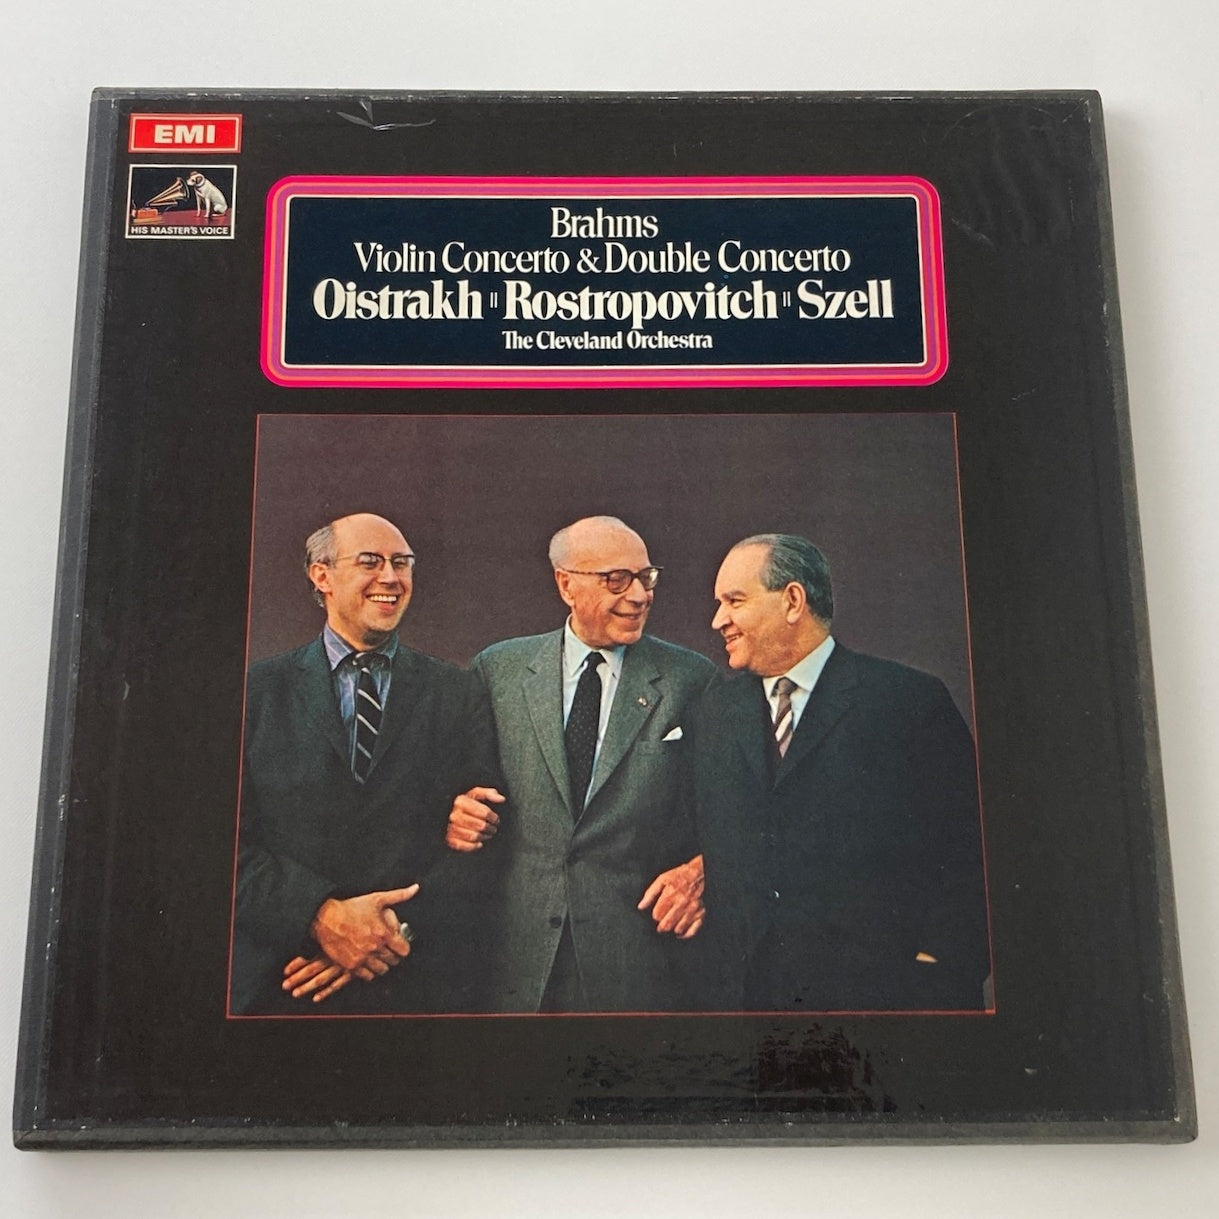 EMI
HIS MASTER'S VOICE
Brahms
Violin Concerto & Double Concerto
Oistrakh " Rostropovitch " Szell
The Cleveland Orchestra